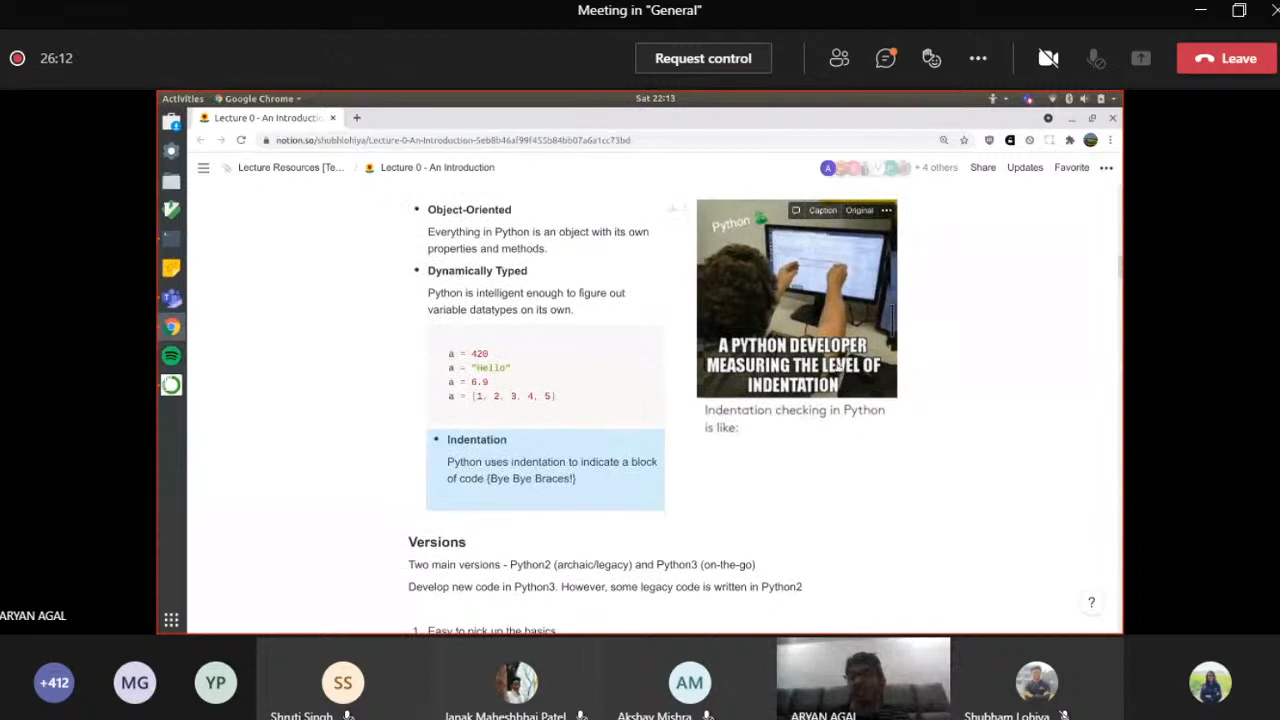 Meeting in "General"
26:12
Request control
Leave
Activities
Google Chrome
Sat 22:13
Lecture 0 - An Introductio
notion.so/shubhlohiya/Lecture-0-An-Introduction-5eb8b46af99f455b84bb07a6a1cc73bd
Lecture Resources [Te... / Lecture 0 - An Introduction
A
V
+ 4 others
Share
Updates
Favorite
Object-Oriented
Everything in Python is an object with its own
properties and methods.
Dynamically Typed
Python is intelligent enough to figure out
variable datatypes on its own.
a = 420
a = "Hello"
a = 6.9
a = [1, 2, 3, 4, 5]
Indentation
Python uses indentation to indicate a block
of code {Bye Bye Braces!}
Python
Caption
Original
A PYTHON DEVELOPER
MEASURING THE LEVEL OF
INDENTATION
Indentation checking in Python
is like:
Versions
Two main versions - Python2 (archaic/legacy) and Python3 (on-the-go)
Develop new code in Python3. However, some legacy code is written in Python2
1. Easy to pick up the basics
?
ARYAN AGAL
+412
MG
YP
SS
Shruti Singh
Janak Maheshbhai Patel
AM
Akshay Mishra
ARYAN AGAL
Shubham Lohiya